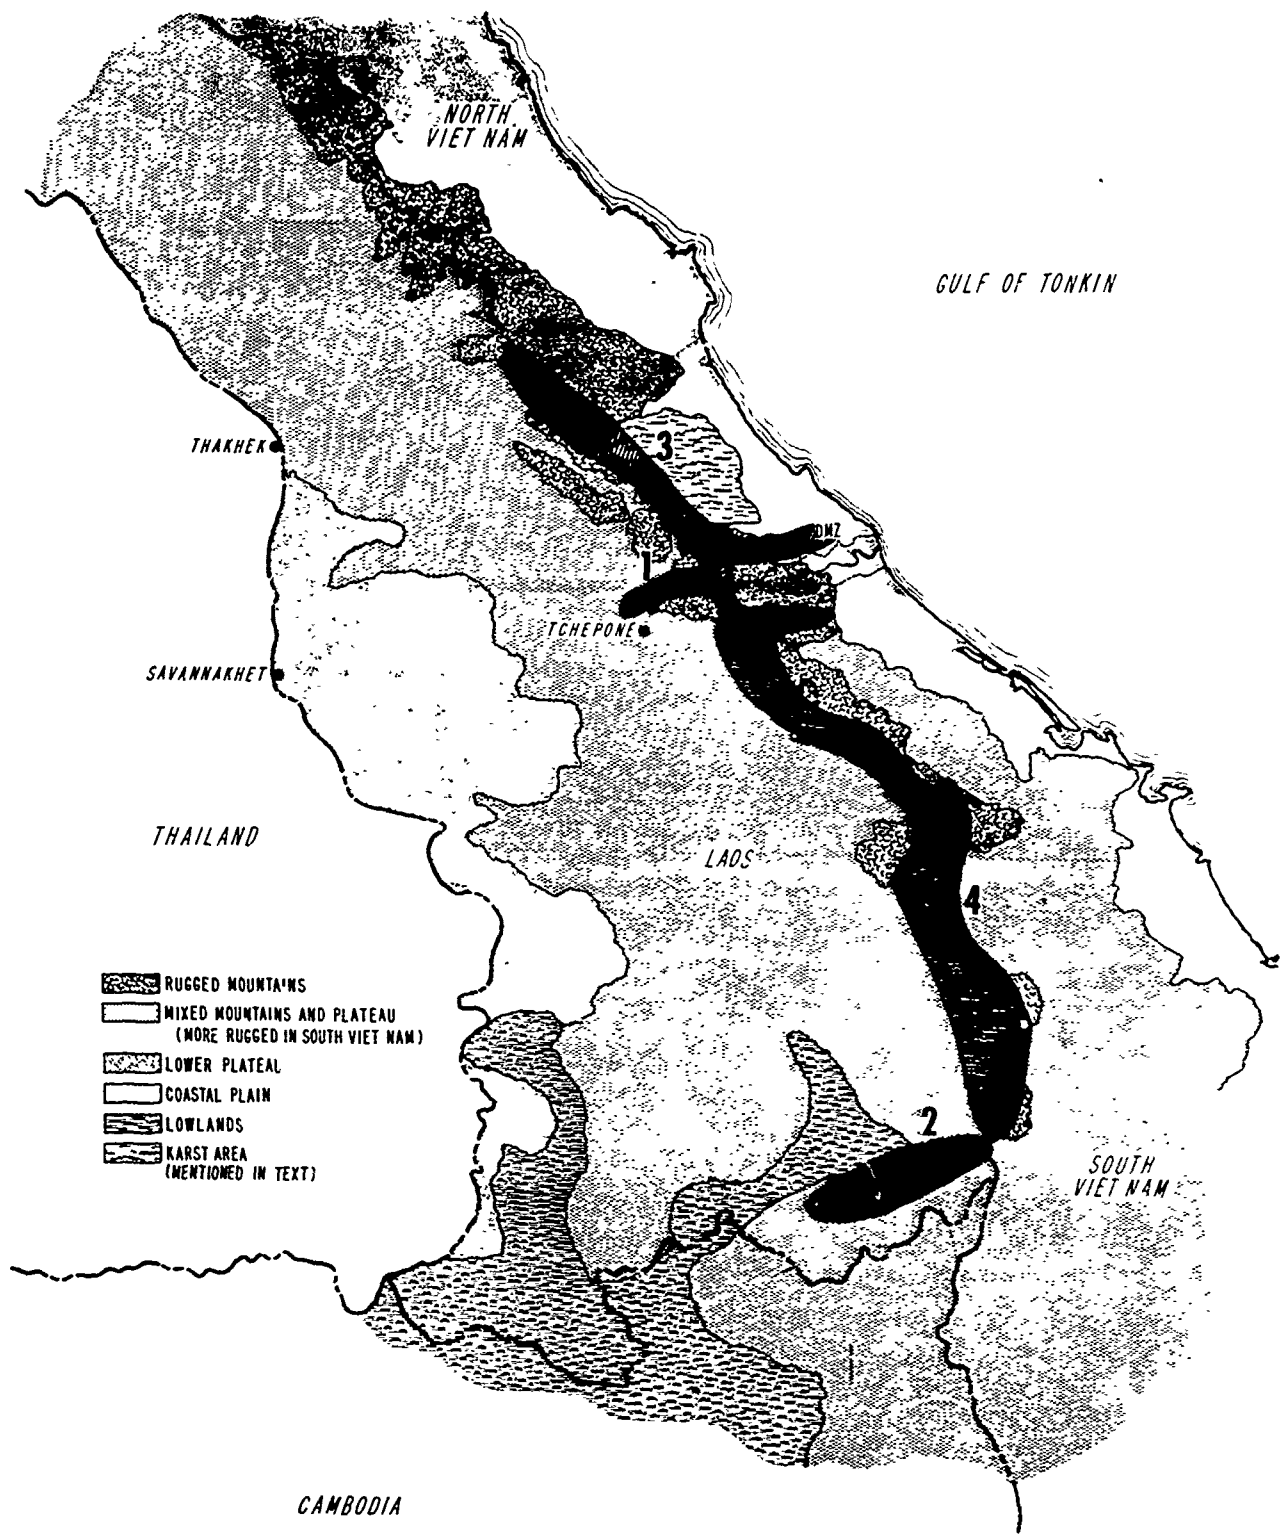 NORTH
VIET NAM
GULF OF TONKIN
THAKHEK
3
DMZ
1
TCHEPONE
SAVANNAKHET
THAILAND
LAOS
4
RUGGED MOUNTAINS
MIXED MOUNTAINS AND PLATEAU
(MORE RUGGED IN SOUTH VIET NAM)
LOWER PLATEAL
COASTAL PLAIN
LOWLANDS
KARST AREA
(MENTIONED IN TEXT)
2
SOUTH
VIET NAM
CAMBODIA